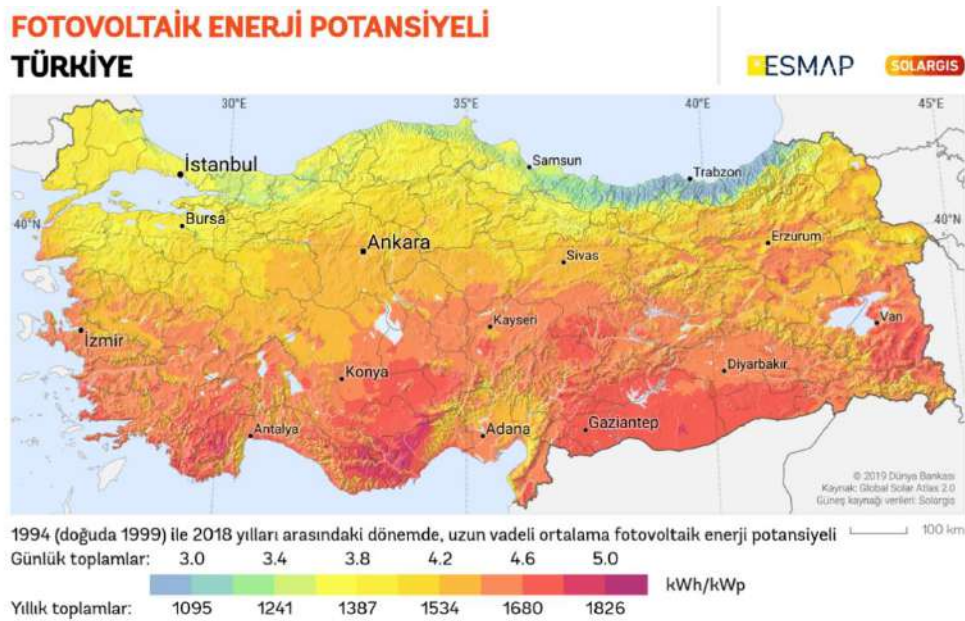 FOTOVOLTAİK ENERJİ POTANSİYELİ
TÜRKİYE
ESMAP
SOLARGIS
30°E
35°E
40°E
45°E
İstanbul
Samsun
Trabzon
Bursa
40°N
40°N
Ankara
Erzurum
Sivas
Kayseri
Van
İzmir
Konya
Diyarbakır
Antalya
Adana
Gaziantep
© 2019 Dünya Bankası
Kaynak: Global Solar Atlas 2.0
Güneş kaynağı verileri: Solargis
1994 (doğuda 1999) ile 2018 yılları arasındaki dönemde, uzun vadeli ortalama fotovoltaik enerji potansiyeli
100 km
Günlük toplamlar: 3.0 3.4 3.8 4.2 4.6 5.0
kWh/kWp
Yıllık toplamlar: 1095 1241 1387 1534 1680 1826